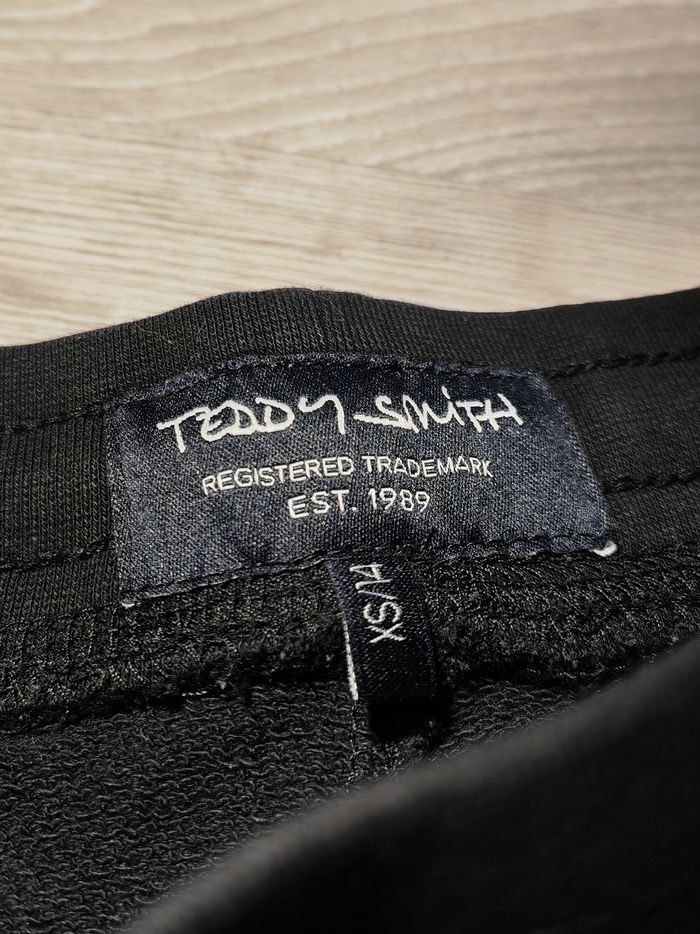 TEDDY SMITH
REGISTERED TRADEMARK
EST. 1989
XS/14